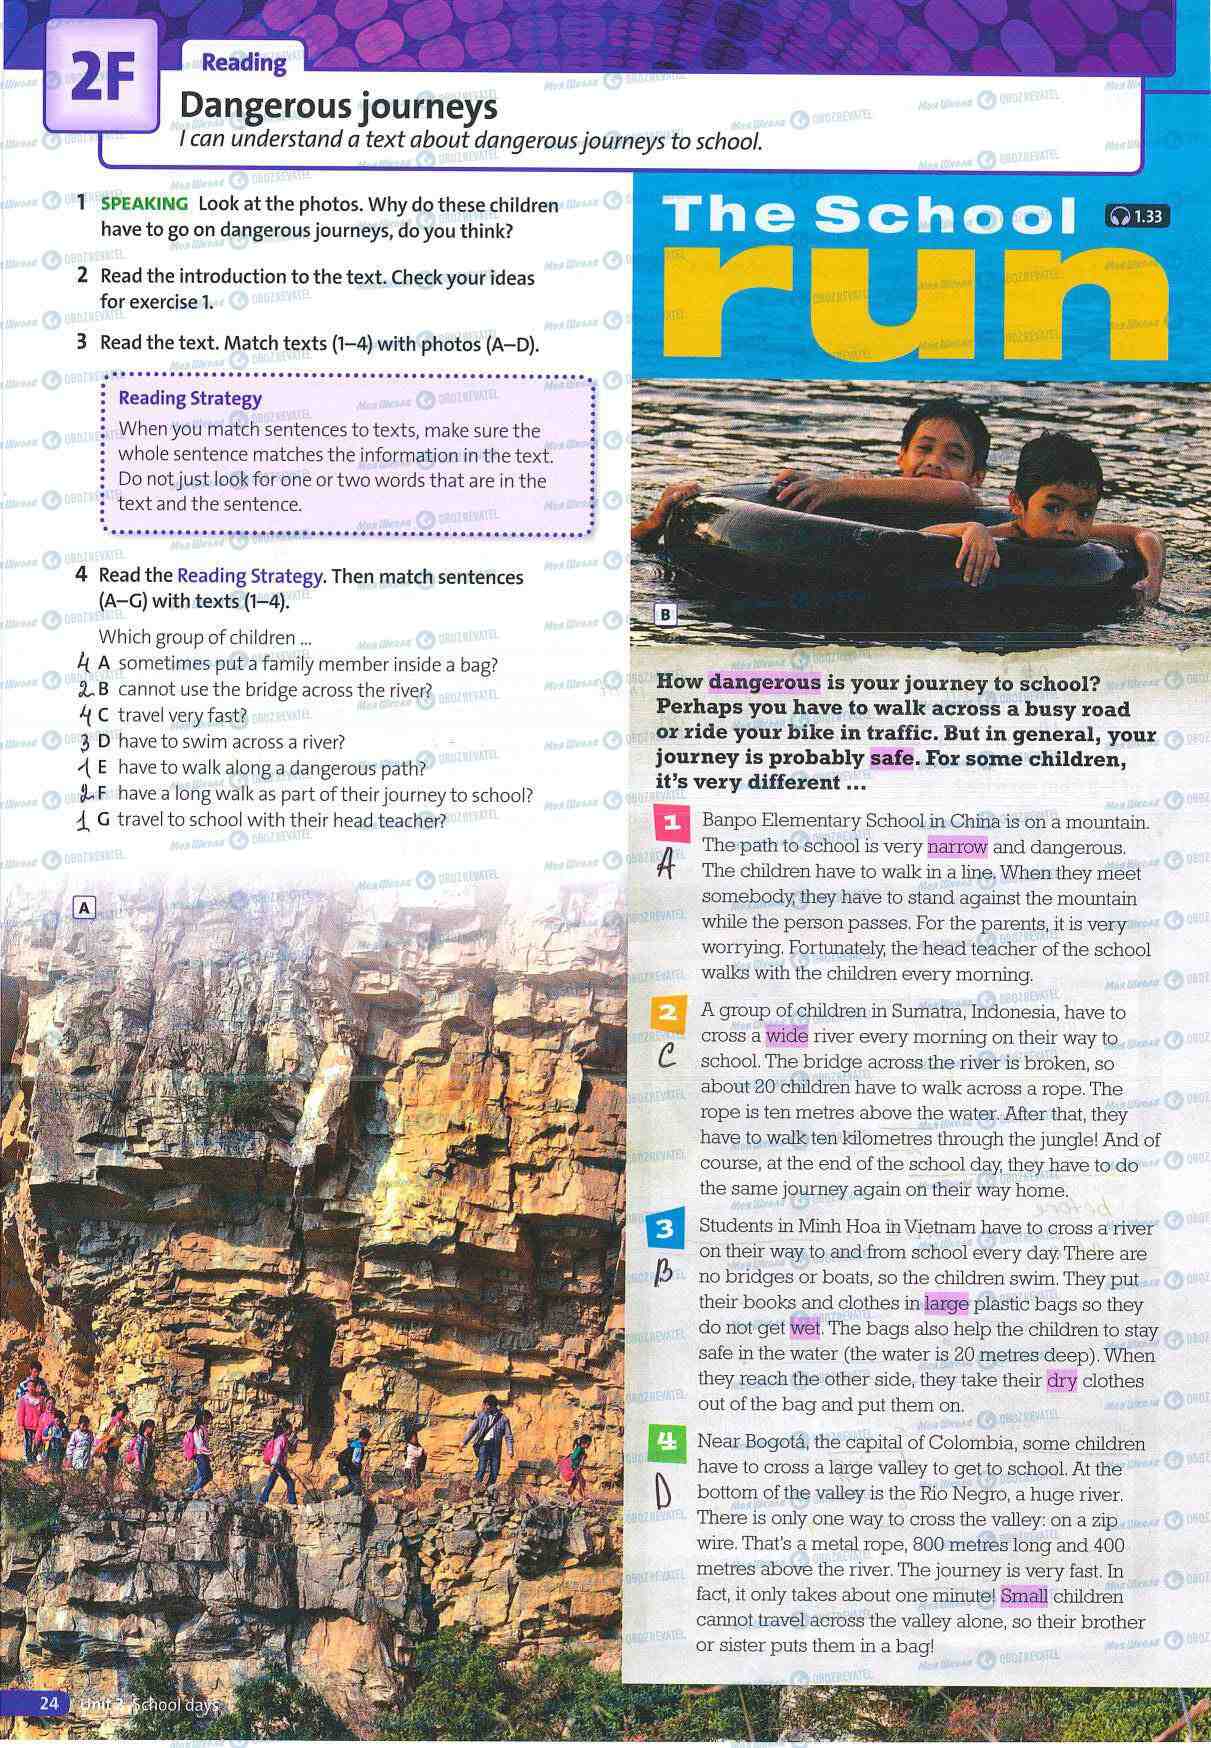 2F
Reading
Dangerous journeys
I can understand a text about dangerous journeys to school.
1 SPEAKING Look at the photos. Why do these children
have to go on dangerous journeys, do you think?
2 Read the introduction to the text. Check your ideas
for exercise 1.
3 Read the text. Match texts (1–4) with photos (A–D).
Reading Strategy
When you match sentences to texts, make sure the
whole sentence matches the information in the text.
Do not just look for one or two words that are in the
text and the sentence.
4 Read the Reading Strategy. Then match sentences
(A–G) with texts (1–4).
Which group of children ...
4 A sometimes put a family member inside a bag?
2 B cannot use the bridge across the river?
4 C travel very fast?
3 D have to swim across a river?
1 E have to walk along a dangerous path?
2 F have a long walk as part of their journey to school?
1 G travel to school with their head teacher?
A
24 Unit 2 School days
The School
1.33
run
B
How dangerous is your journey to school?
Perhaps you have to walk across a busy road
or ride your bike in traffic. But in general, your
journey is probably safe. For some children,
it's very different ...
1 Banpo Elementary School in China is on a mountain.
A The path to school is very narrow and dangerous.
The children have to walk in a line. When they meet
somebody, they have to stand against the mountain
while the person passes. For the parents, it is very
worrying. Fortunately, the head teacher of the school
walks with the children every morning.
2 A group of children in Sumatra, Indonesia, have to
cross a wide river every morning on their way to
C school. The bridge across the river is broken, so
about 20 children have to walk across a rope. The
rope is ten metres above the water. After that, they
have to walk ten kilometres through the jungle! And of
course, at the end of the school day, they have to do
the same journey again on their way home.
3 Students in Minh Hoa in Vietnam have to cross a river
on their way to and from school every day. There are
B no bridges or boats, so the children swim. They put
their books and clothes in large plastic bags so they
do not get wet. The bags also help the children to stay
safe in the water (the water is 20 metres deep). When
they reach the other side, they take their dry clothes
out of the bag and put them on.
4 Near Bogotá, the capital of Colombia, some children
have to cross a large valley to get to school. At the
D bottom of the valley is the Rio Negro, a huge river.
There is only one way to cross the valley: on a zip
wire. That's a metal rope, 800 metres long and 400
metres above the river. The journey is very fast. In
fact, it only takes about one minute! Small children
cannot travel across the valley alone, so their brother
or sister puts them in a bag!